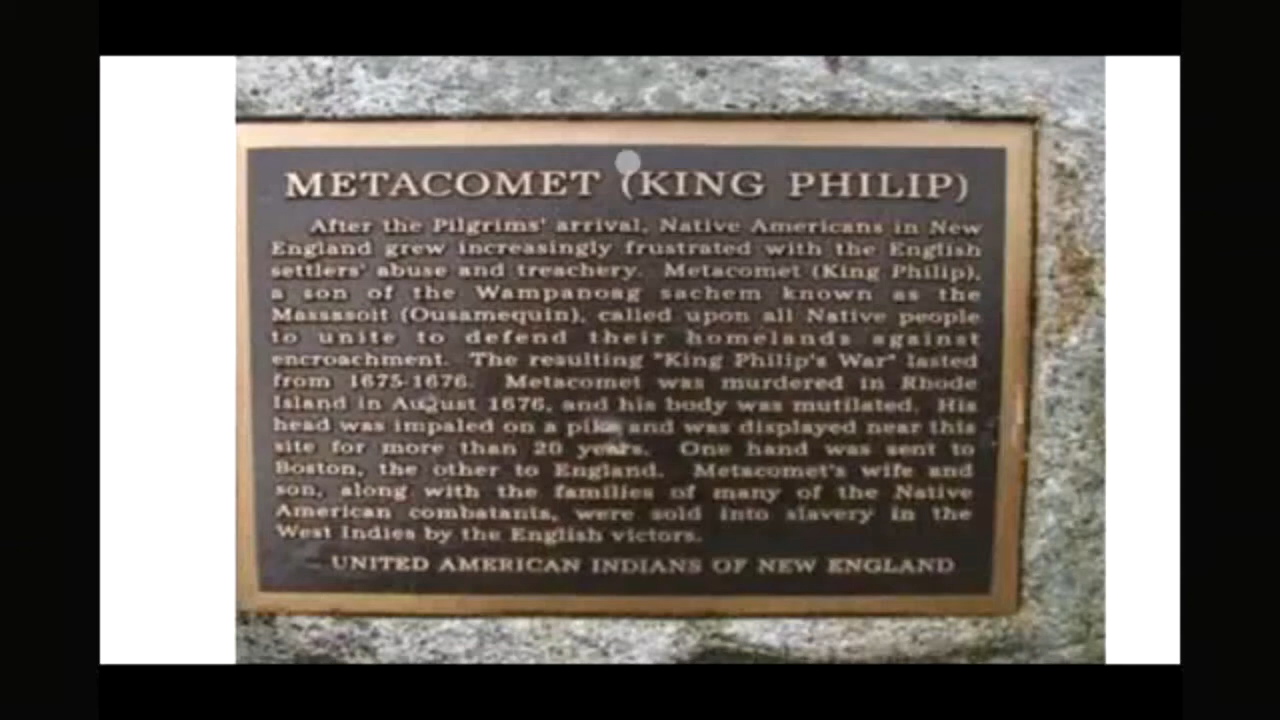 METACOMET (KING PHILIP)
After the Pilgrims' arrival, Native Americans in New
England grew increasingly frustrated with the English
settlers' abuse and treachery. Metacomet (King Philip),
a son of the Wampanoag sachem known as the
Massasoit (Ousamequin), called upon all Native people
to unite to defend their homelands against
encroachment. The resulting "King Philip's War" lasted
from 1675-1676. Metacomet was murdered in Rhode
Island in August 1676, and his body was mutilated. His
head was impaled on a pike and was displayed near this
site for more than 20 years. One hand was sent to
Boston, the other to England. Metacomet's wife and
son, along with the families of many of the Native
American combatants, were sold into slavery in the
West Indies by the English victors.
UNITED AMERICAN INDIANS OF NEW ENGLAND